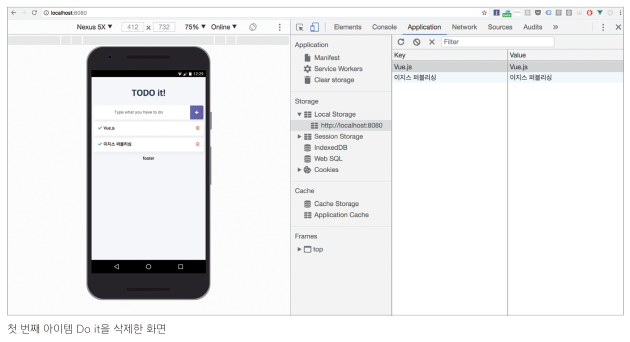 localhost:8080
Nexus 5X ▼ 412 x 732 75% ▼ Online ▼
Elements Console Application Network Sources Audits »
Application
Manifest
Service Workers
Clear storage
Storage
Local Storage
http://localhost:8080
Session Storage
IndexedDB
Web SQL
Cookies
Cache
Cache Storage
Application Cache
Frames
top
Filter
Key Value
Vue.js Vue.js
이지스 퍼블리싱 이지스 퍼블리싱
12:29
TODO it!
Type what you have to do +
Vue.js
이지스 퍼블리싱
footer
첫 번째 아이템 Do it을 삭제한 화면